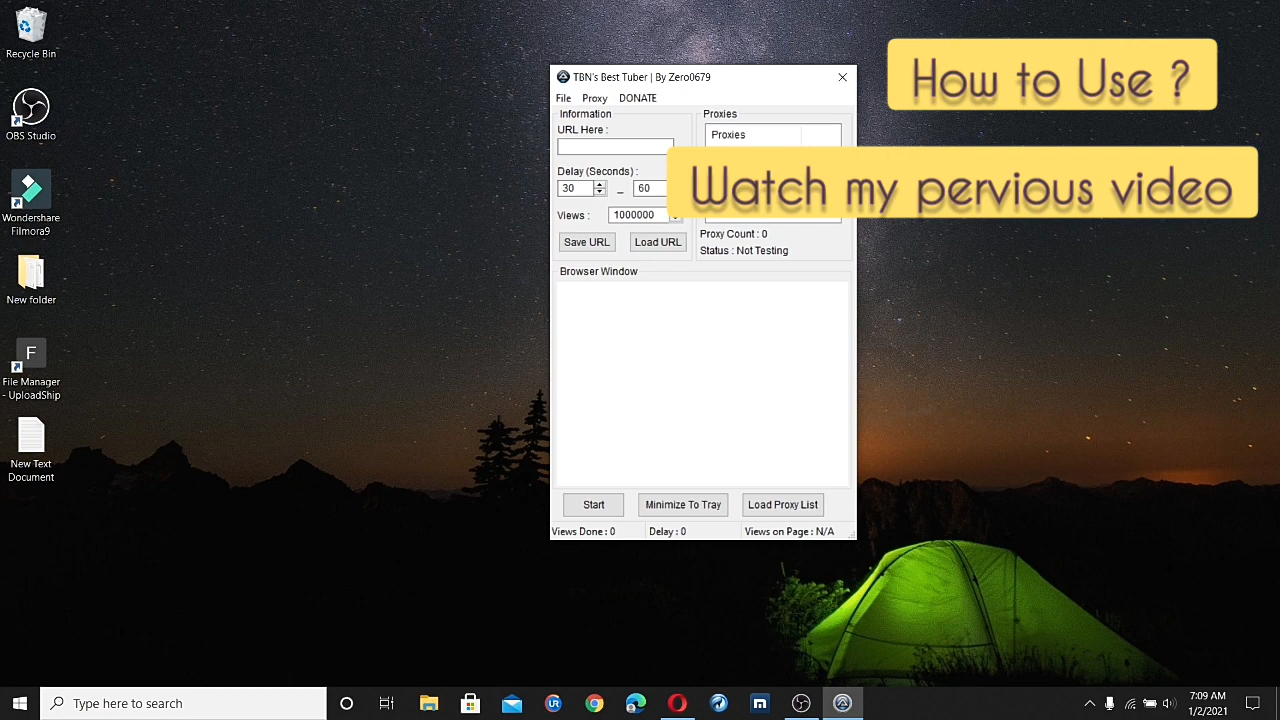 Recycle Bin
OBS Studio
Wondershare
Filmora9
New folder
F
File Manager
- UploadShip
New Text
Document
TBN's Best Tuber | By Zero0679
File Proxy DONATE
Information
URL Here :
Delay (Seconds) :
30 _ 60
Views : 1000000
Save URL Load URL
Proxies
Proxies
Proxy Count : 0
Status : Not Testing
How to Use ?
Watch my pervious video
Browser Window
Start Minimize To Tray Load Proxy List
Views Done : 0 Delay : 0 Views on Page : N/A
Type here to search
UR
7:09 AM
1/2/2021